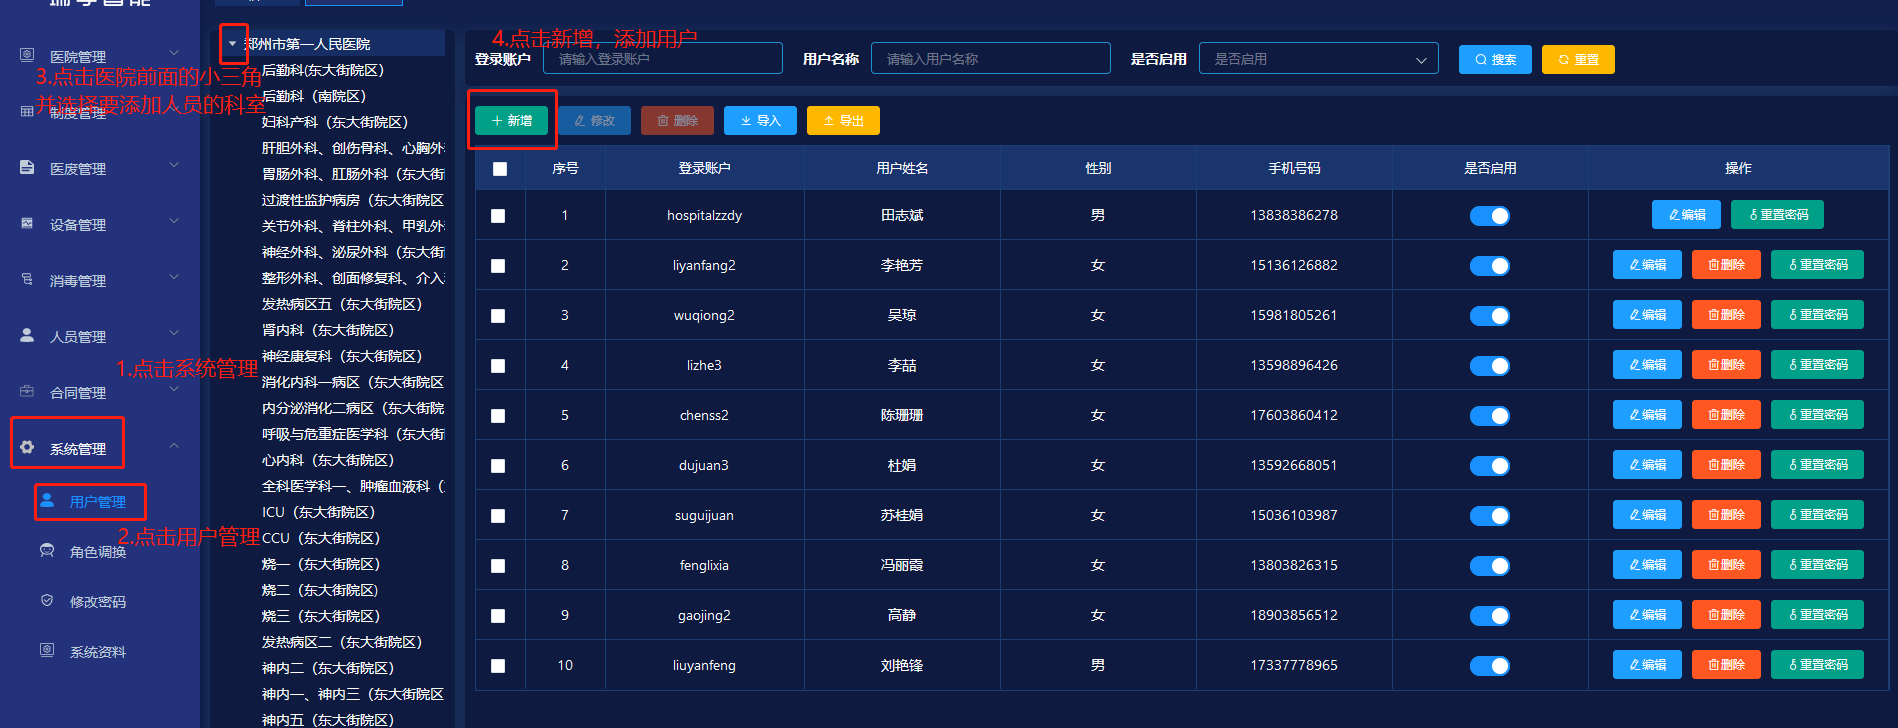 医院管理
制度管理
医废管理
设备管理
消毒管理
人员管理
合同管理
系统管理
用户管理
角色调换
修改密码
系统资料
1.点击系统管理
2.点击用户管理
3.点击医院前面的小三角
并选择要添加人员的科室
4.点击新增，添加用户
郑州市第一人民医院
后勤科(东大街院区)
后勤科（南院区）
妇科产科（东大街院区）
肝胆外科、创伤骨科、心胸外
胃肠外科、肛肠外科（东大街
过渡性监护病房（东大街院区
关节外科、脊柱外科、甲乳外
神经外科、泌尿外科（东大街
整形外科、创面修复科、介入
发热病区五（东大街院区）
肾内科（东大街院区）
神经康复科（东大街院区）
消化内科一病区（东大街院区
内分泌消化二病区（东大街院
呼吸与危重症医学科（东大街
心内科（东大街院区）
全科医学科一、肿瘤血液科（
ICU（东大街院区）
CCU（东大街院区）
烧一（东大街院区）
烧二（东大街院区）
烧三（东大街院区）
发热病区二（东大街院区）
神内二（东大街院区）
神内一、神内三（东大街院区
神内五（东大街院区）
登录账户 请输入登录账户 用户名称 请输入用户名称 是否启用 是否启用 搜索 重置
新增 修改 删除 导入 导出
序号 登录账户 用户姓名 性别 手机号码 是否启用 操作
1 hospitalzzdy 田志斌 男 13838386278 编辑 重置密码
2 liyanfang2 李艳芳 女 15136126882 编辑 删除 重置密码
3 wuqiong2 吴琼 女 15981805261 编辑 删除 重置密码
4 lizhe3 李喆 女 13598896426 编辑 删除 重置密码
5 chenss2 陈珊珊 女 17603860412 编辑 删除 重置密码
6 dujuan3 杜娟 女 13592668051 编辑 删除 重置密码
7 suguijuan 苏桂娟 女 15036103987 编辑 删除 重置密码
8 fenglixia 冯丽霞 女 13803826315 编辑 删除 重置密码
9 gaojing2 高静 女 18903856512 编辑 删除 重置密码
10 liuyanfeng 刘艳锋 男 17337778965 编辑 删除 重置密码